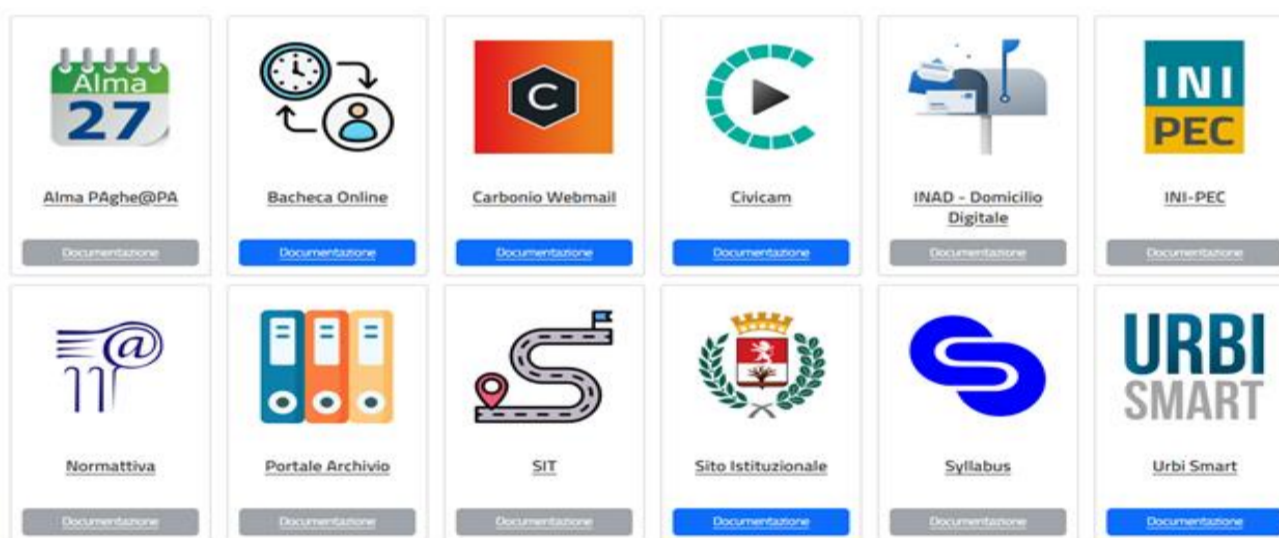 Alma
27
Alma PAghe@PA
Documentazione
Bacheca Online
Documentazione
C
Carbonio Webmail
Documentazione
Civicam
Documentazione
INAD - Domicilio
Digitale
Documentazione
INI
PEC
INI-PEC
Documentazione
@
Normattiva
Documentazione
Portale Archivio
Documentazione
SIT
Documentazione
Sito Istituzionale
Documentazione
Syllabus
Documentazione
URBI
SMART
Urbi Smart
Documentazione